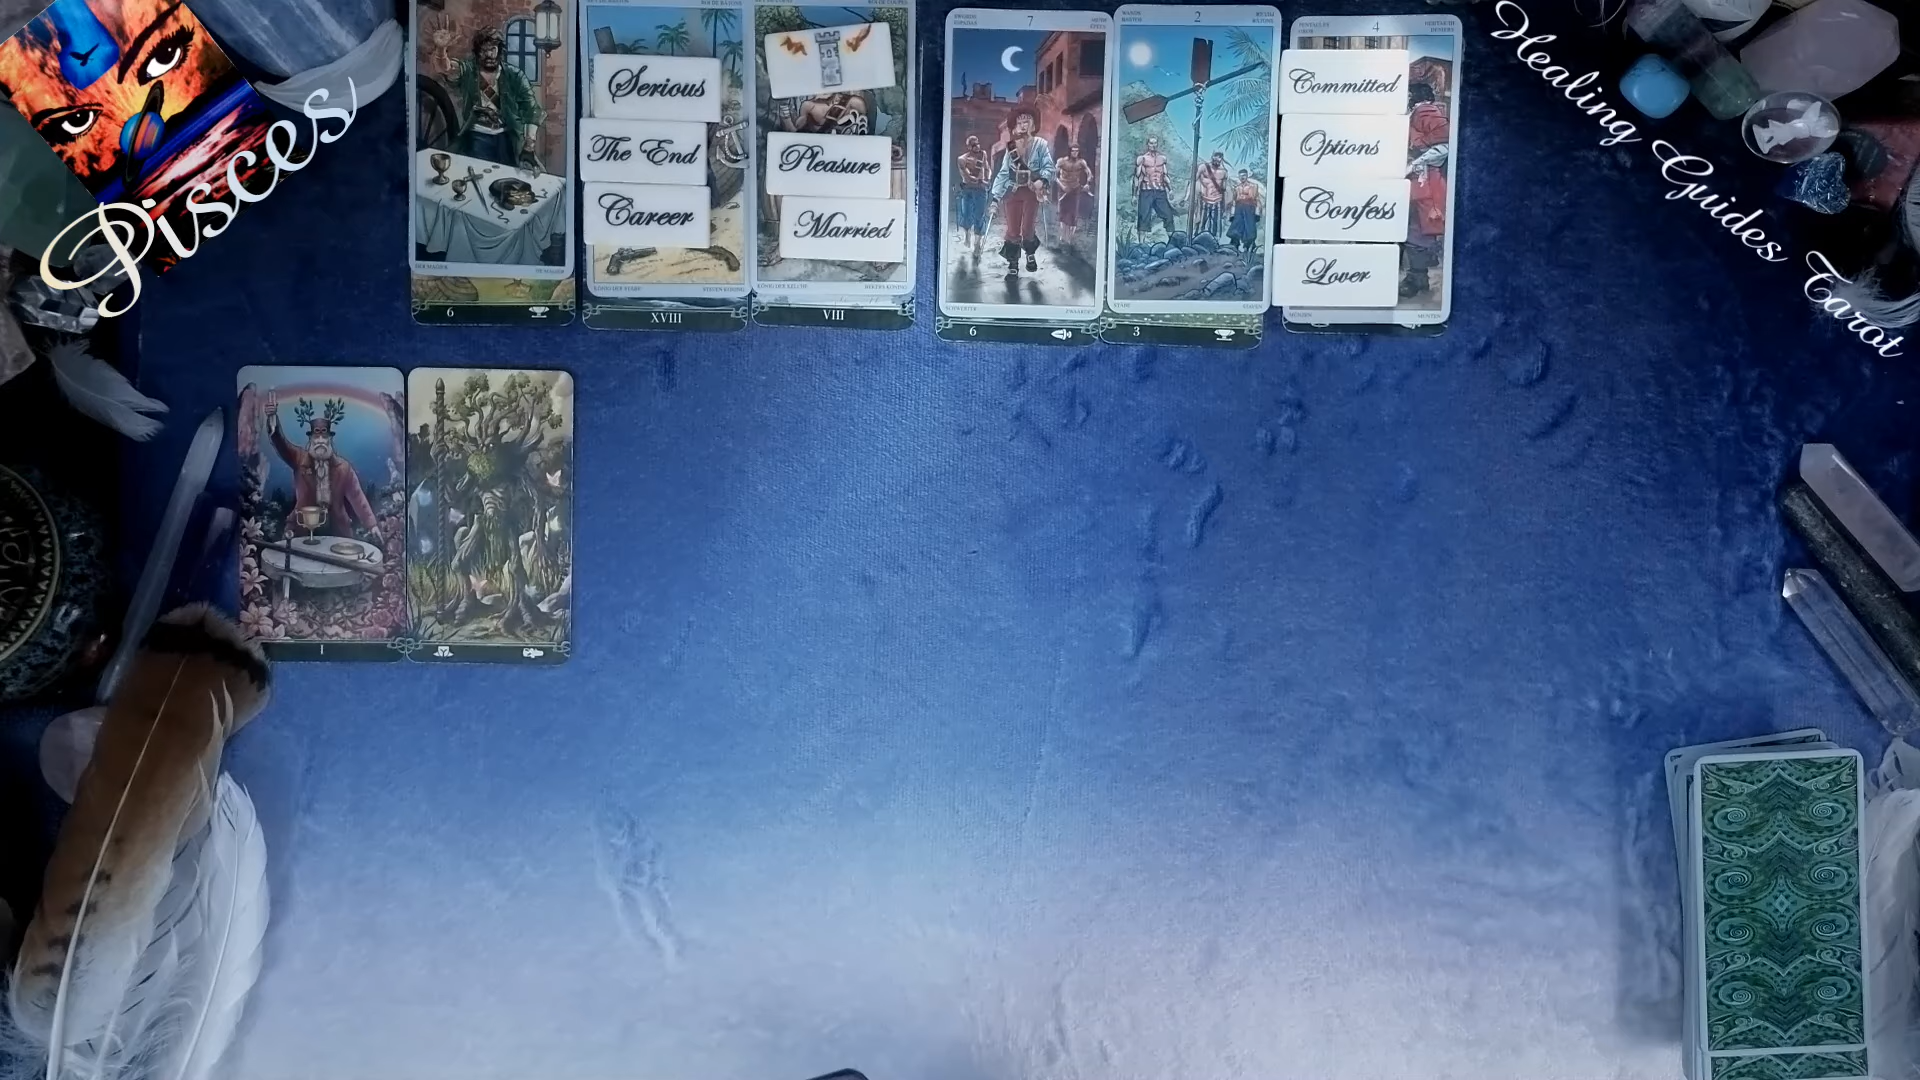 Pisces
Healing Guides Tarot
Serious
The End
Career
Pleasure
Married
7
2
4
Committed
Options
Confess
Lover
6
XVIII
VIII
6
3
I